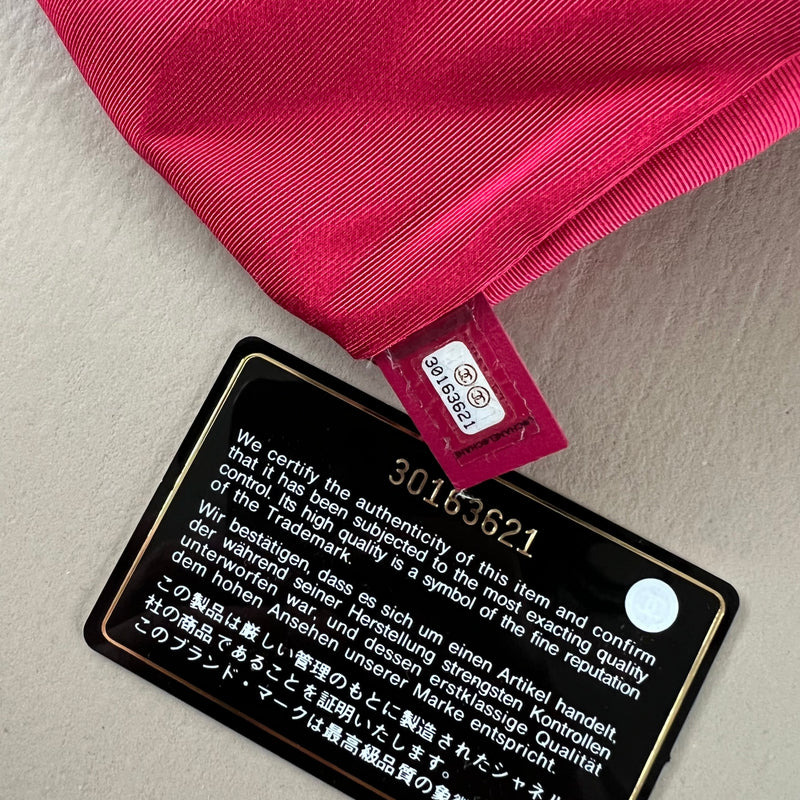 30163621
©CHANEL©CHANE
30163621
We certify the authenticity of this item and confirm
that it has been subjected to the most exacting quality
control. Its high quality is a symbol of the fine reputation
of the Trademark.
Wir bestätigen, dass es sich um einen Artikel handelt,
der während seiner Herstellung strengsten Kontrollen
unterworfen war, und dessen erstklassige Qualität
dem hohen Ansehen unserer Marke entspricht.
この製品は厳しい管理のもとに製造されたシャネル
社の商品であることを証明いたします。
このブランド・マークは最高級品質の象